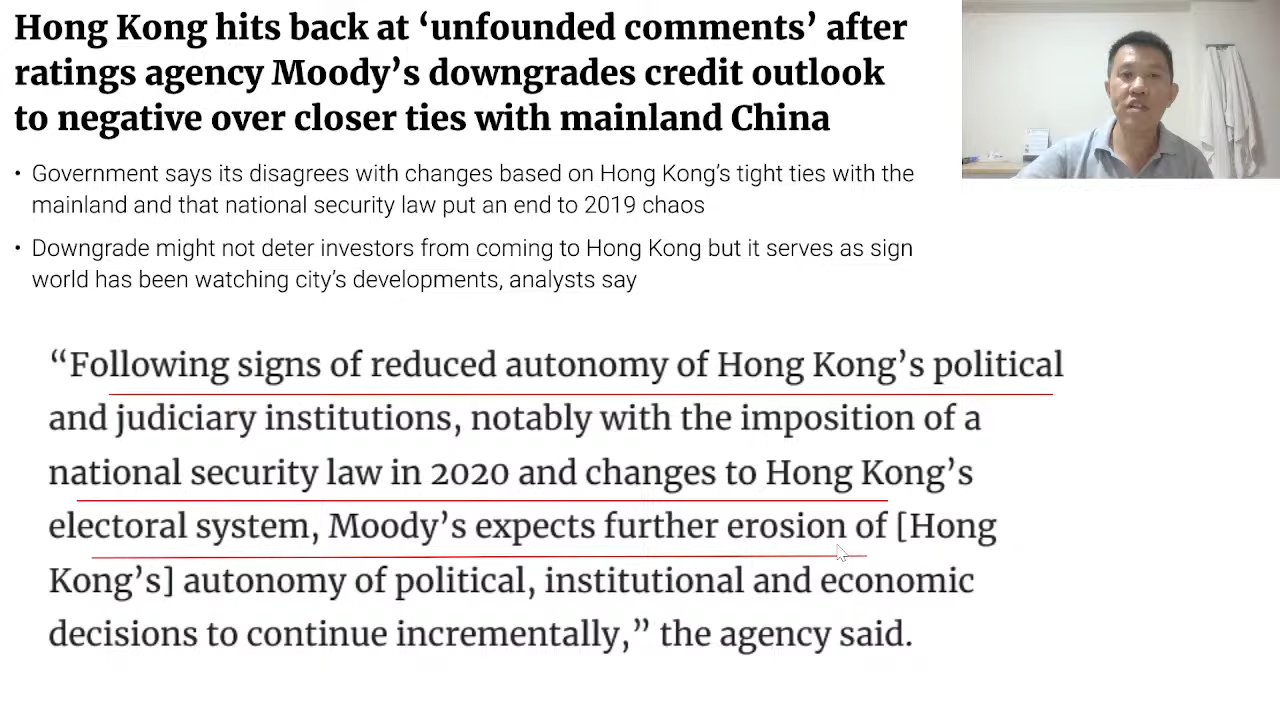 Hong Kong hits back at ‘unfounded comments’ after
ratings agency Moody’s downgrades credit outlook
to negative over closer ties with mainland China
• Government says its disagrees with changes based on Hong Kong’s tight ties with the
mainland and that national security law put an end to 2019 chaos
• Downgrade might not deter investors from coming to Hong Kong but it serves as sign
world has been watching city’s developments, analysts say
“Following signs of reduced autonomy of Hong Kong’s political
and judiciary institutions, notably with the imposition of a
national security law in 2020 and changes to Hong Kong’s
electoral system, Moody’s expects further erosion of [Hong
Kong’s] autonomy of political, institutional and economic
decisions to continue incrementally,” the agency said.